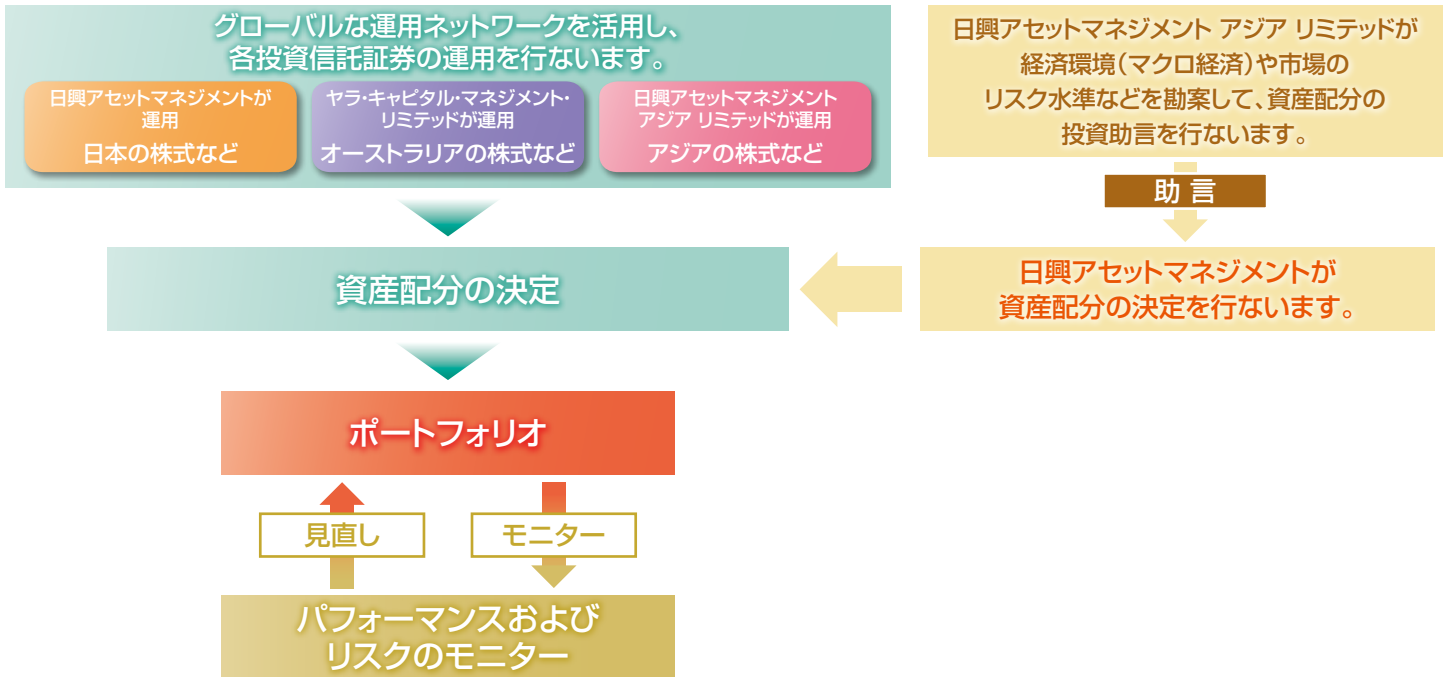 グローバルな運用ネットワークを活用し、
各投資信託証券の運用を行ないます。
日興アセットマネジメントが
運用
日本の株式など
ヤラ・キャピタル・マネジメント・
リミテッドが運用
オーストラリアの株式など
日興アセットマネジメント
アジア リミテッドが運用
アジアの株式など
日興アセットマネジメント アジア リミテッドが
経済環境(マクロ経済)や市場の
リスク水準などを勘案して、資産配分の
投資助言を行ないます。
助 言
日興アセットマネジメントが
資産配分の決定を行ないます。
資産配分の決定
ポートフォリオ
見直し
モニター
パフォーマンスおよび
リスクのモニター